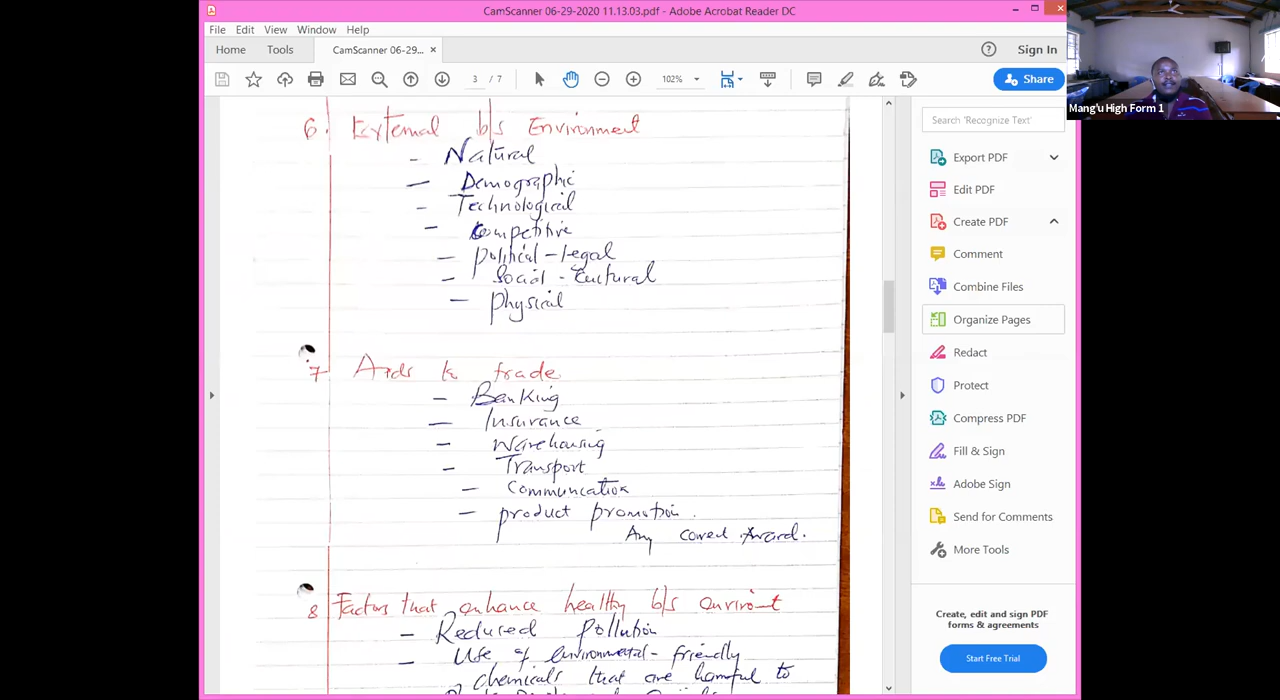 CamScanner 06-29-2020 11.13.03.pdf - Adobe Acrobat Reader DC
File Edit View Window Help
Home Tools CamScanner 06-29... ×
Sign In
3 / 7
102%
Share
Mang'u High Form 1
6. External b/s Environment
- Natural
- Demographic
- Technological
- Competitive
- political - legal
- Social - Cultural
- physical
7 Aids to trade
- Banking
- Insurance
- Warehousing
- Transport
- Communcation
- product promotion.
Any Award.
8 Factors that enhance healthy b/s
- Reduced Pollution
- Use of environmental - friendly
chemicals that are harmful to
Search 'Recognize Text'
Export PDF
Edit PDF
Create PDF
Comment
Combine Files
Organize Pages
Redact
Protect
Compress PDF
Fill & Sign
Adobe Sign
Send for Comments
More Tools
Create, edit and sign PDF
forms & agreements
Start Free Trial